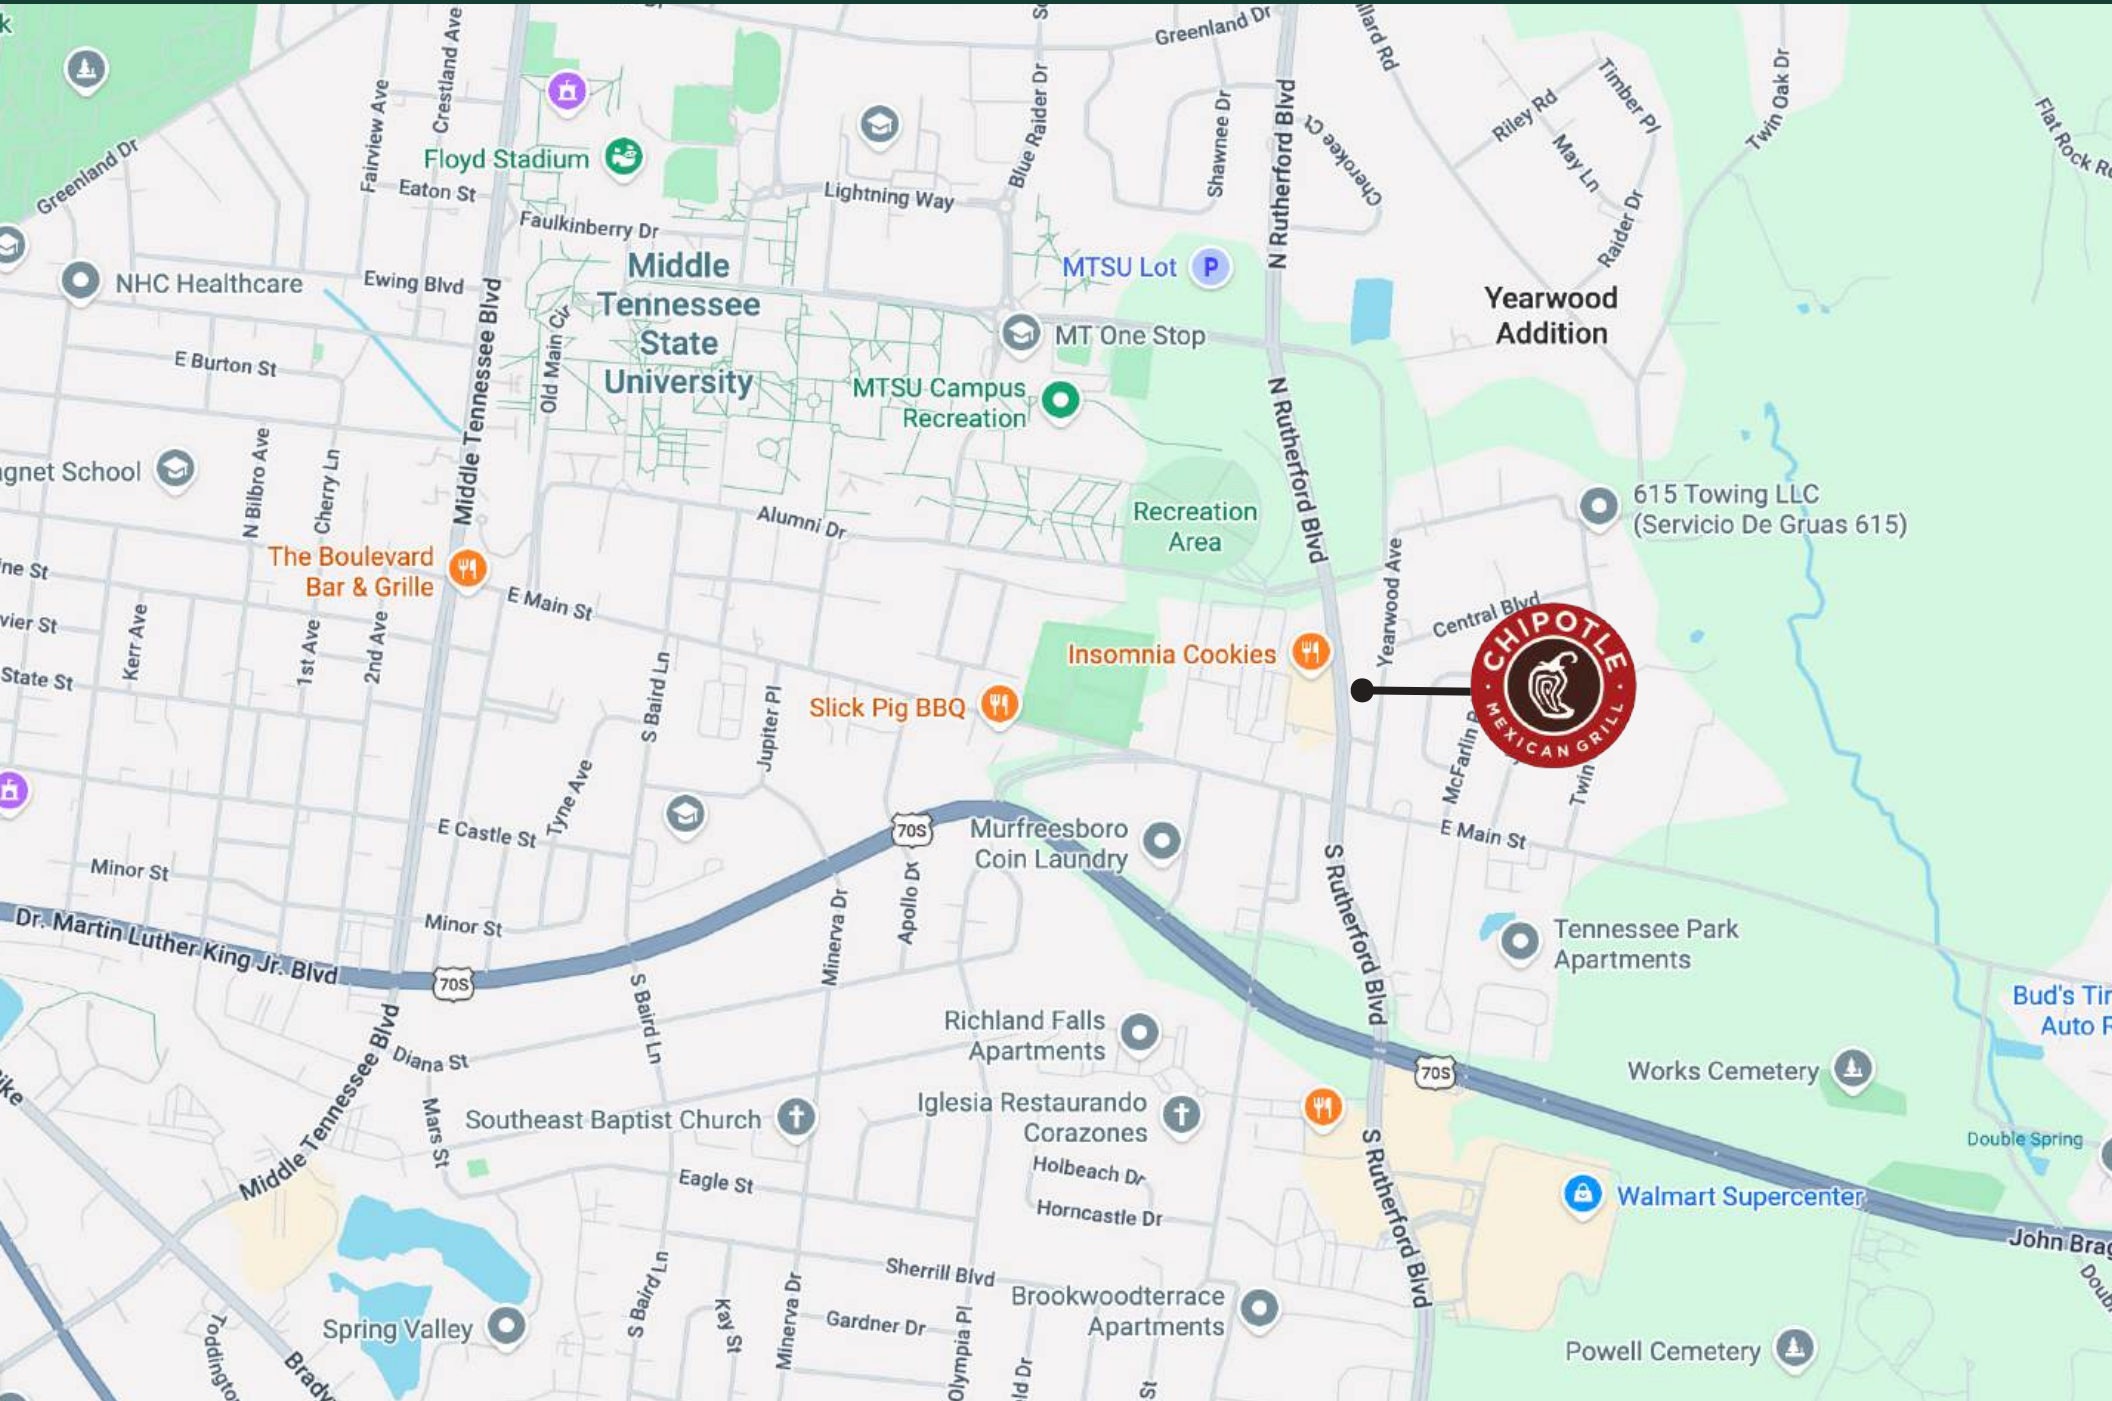 Greenland Dr
Crestland Ave
Fairview Ave
Blue Raider Dr
Shawnee Dr
N Rutherford Blvd
Cherokee Ct
Riley Rd
Timber Pl
May Ln
Raider Dr
Twin Oak Dr
Greenland Dr
Floyd Stadium
Eaton St
Lightning Way
Faulkinberry Dr
Middle
Tennessee
State
University
MTSU Lot
P
NHC Healthcare
Ewing Blvd
Yearwood
Addition
Old Main Cir
MT One Stop
E Burton St
MTSU Campus
Recreation
Middle Tennessee Blvd
N Rutherford Blvd
gnet School
N Bilbro Ave
Cherry Ln
Alumni Dr
Recreation
Area
615 Towing LLC
(Servicio De Gruas 615)
The Boulevard
Bar & Grille
ine St
E Main St
Yearwood Ave
Central Blvd
vier St
Kerr Ave
1st Ave
2nd Ave
State St
S Baird Ln
Jupiter Pl
Insomnia Cookies
Slick Pig BBQ
CHIPOTLE
MEXICAN GRILL
McFarlin
Twin
Tyne Ave
E Castle St
70S
Murfreesboro
Coin Laundry
E Main St
Minor St
Minor St
Apollo Dr
Minerva Dr
S Rutherford Blvd
Dr. Martin Luther King Jr. Blvd
70S
Tennessee Park
Apartments
S Baird Ln
Richland Falls
Apartments
Diana St
Middle Tennessee Blvd
Mars St
70S
Works Cemetery
Southeast Baptist Church
Iglesia Restaurando
Corazones
Double Spring
Holbeach Dr
Eagle St
Horncastle Dr
S Rutherford Blvd
Walmart Supercenter
Sherrill Blvd
S Baird Ln
Kay St
Minerva Dr
Gardner Dr
Olympia Pl
Brookwoodterrace
Apartments
Spring Valley
Powell Cemetery
St